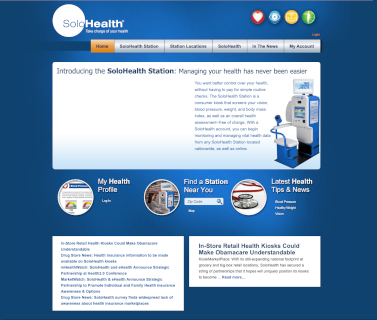 SoloHealth®
Take charge of your health
Login
Home
SoloHealth Station
Station Locations
SoloHealth
In The News
My Account
Introducing the SoloHealth Station: Managing your health has never been easier
You want better control over your health,
without having to pay for simple routine
checks. The SoloHealth Station is a
consumer kiosk that screens your vision,
blood pressure, weight, and body mass
index, as well as an overall health
assessment–free of charge. With a
SoloHealth account, you can begin
monitoring and managing vital health data
from any SoloHealth Station located
nationwide, as well as online.
My Health
Profile
Log In
Find a Station
Near You
Zip Code
Map
Latest Health
Tips & News
Blood Pressure
Healthy Weight
Vision
In-Store Retail Health Kiosks Could Make Obamacare
Understandable
Drug Store News: Health insurance information to be made
available on SoloHealth kiosks
mHealthWatch: SoloHealth and eHealth Announce Strategic
Partnership at Health2.0 Conference
MarketWatch: SoloHealth & eHealth Announce Strategic
Partnership to Promote Individual and Family Health Insurance
Awareness & Options
Drug Store News: SoloHealth survey finds widespread lack of
awareness about health insurance marketplaces
In-Store Retail Health Kiosks Could
Make Obamacare Understandable
KioskMarketPlace: With its still-expanding national footprint at
grocery and big-box retail locations, SoloHealth has secured a
string of partnerships that it hopes will uniquely position its kiosks
to become ... Read more...